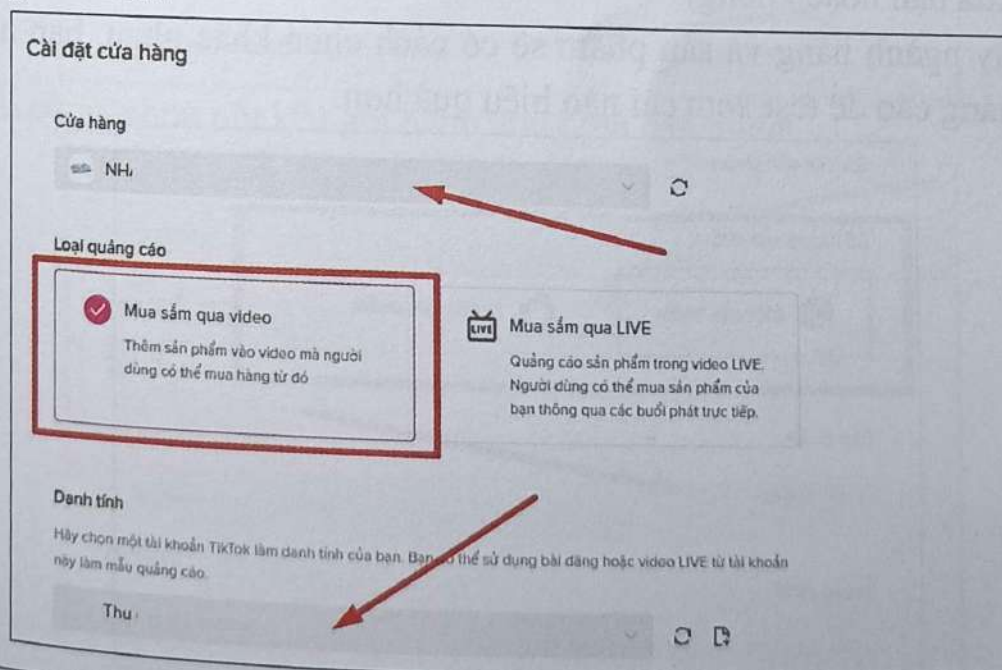 Cài đặt cửa hàng
Cửa hàng
NH
Loại quảng cáo
Mua sắm qua video
Thêm sản phẩm vào video mà người
dùng có thể mua hàng từ đó
LIVE
Mua sắm qua LIVE
Quảng cáo sản phẩm trong video LIVE.
Người dùng có thể mua sản phẩm của
bạn thông qua các buổi phát trực tiếp.
Danh tính
Hãy chọn một tài khoản TikTok làm danh tính của bạn. Bạn có thể sử dụng bài đăng hoặc video LIVE từ tài khoản
này làm mẫu quảng cáo.
Thu